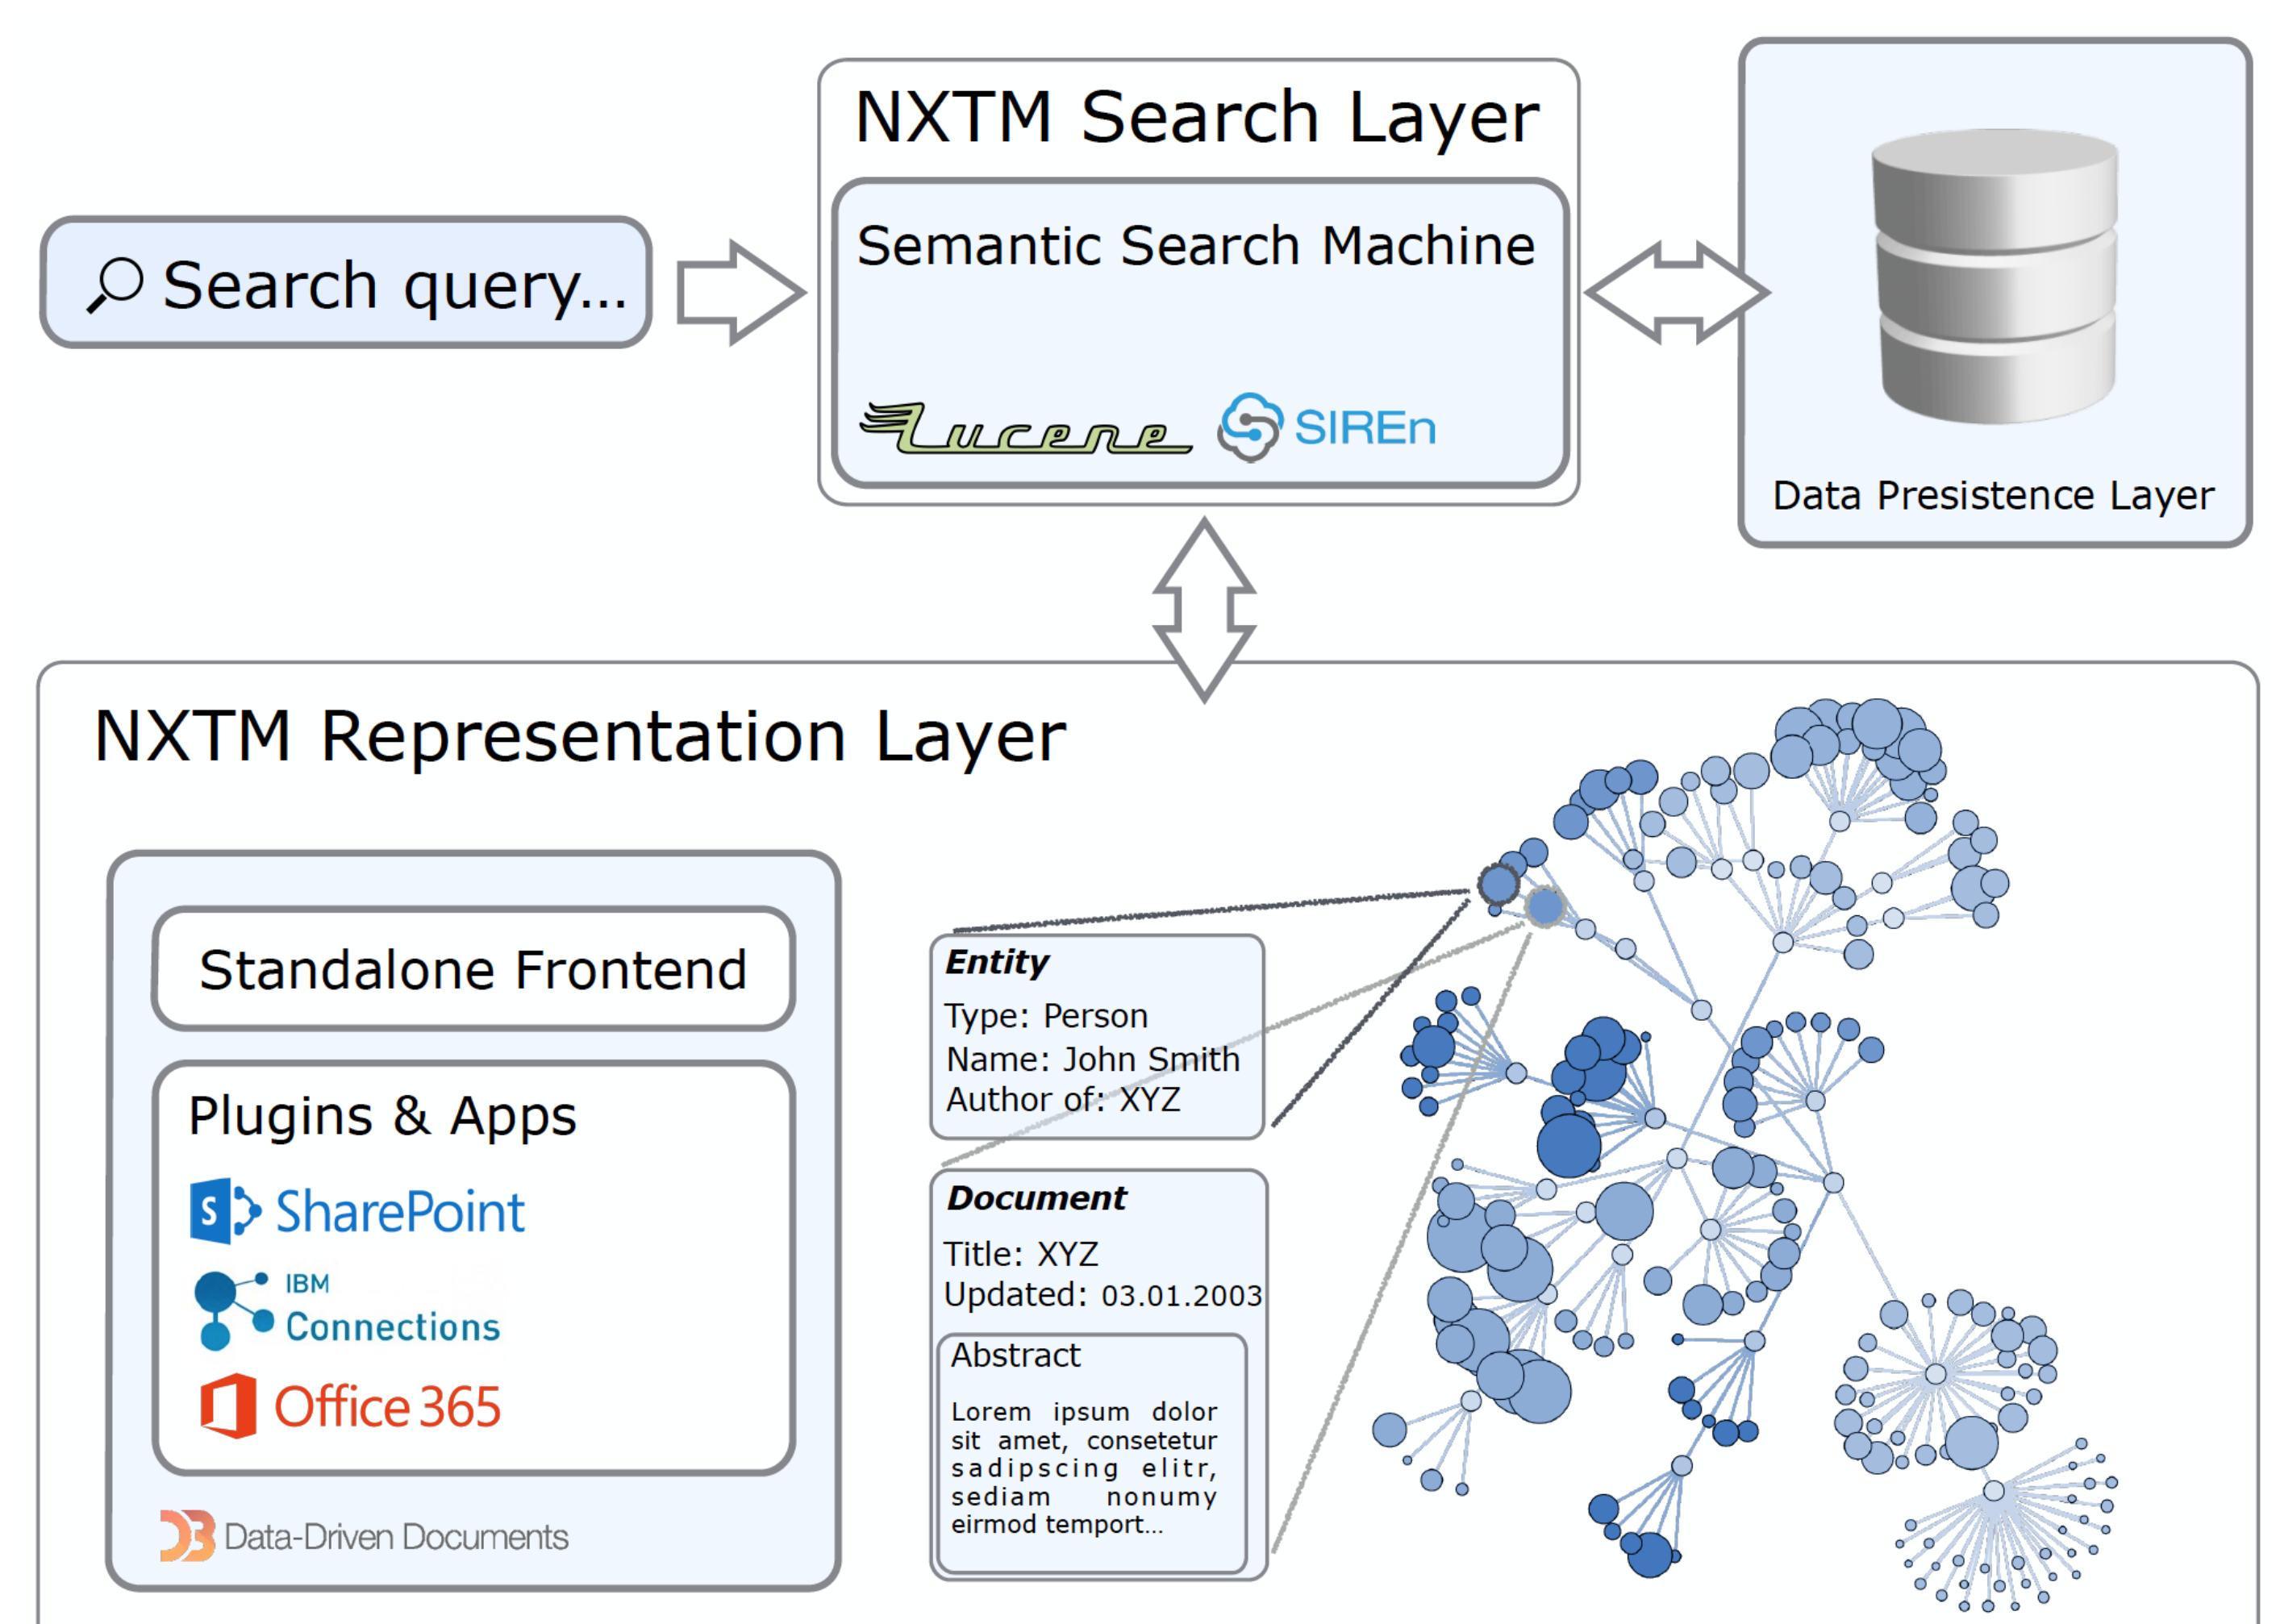 NXTM Search Layer
Semantic Search Machine
Search query...
Lucene
SIREn
Data Presistence Layer
NXTM Representation Layer
Standalone Frontend
Plugins & Apps
S
SharePoint
IBM
Connections
Office 365
D3 Data-Driven Documents
Entity
Type: Person
Name: John Smith
Author of: XYZ
Document
Title: XYZ
Updated: 03.01.2003
Abstract
Lorem ipsum dolor
sit amet, consetetur
sadipscing elitr,
sediam nonumy
eirmod temport...